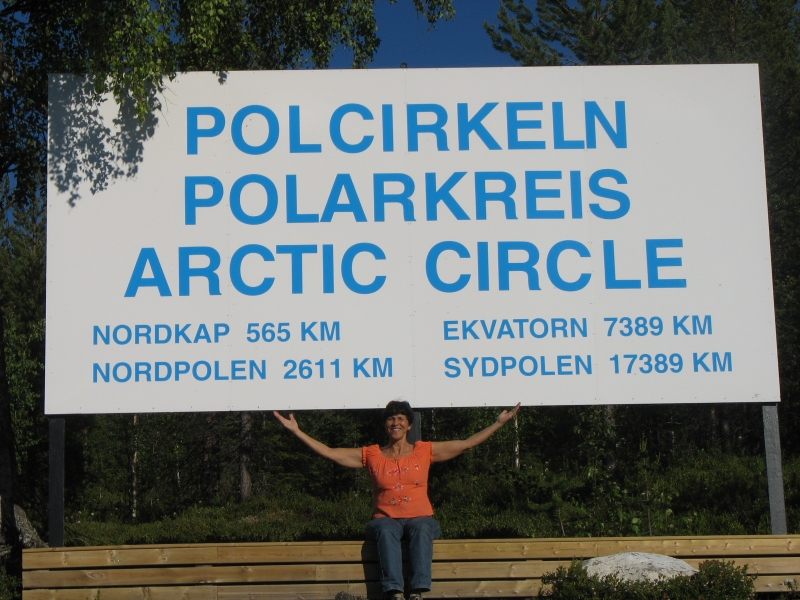 POLCIRKELN
POLARKREIS
ARCTIC CIRCLE
NORDKAP 565 KM EKVATORN 7389 KM
NORDPOLEN 2611 KM SYDPOLEN 17389 KM